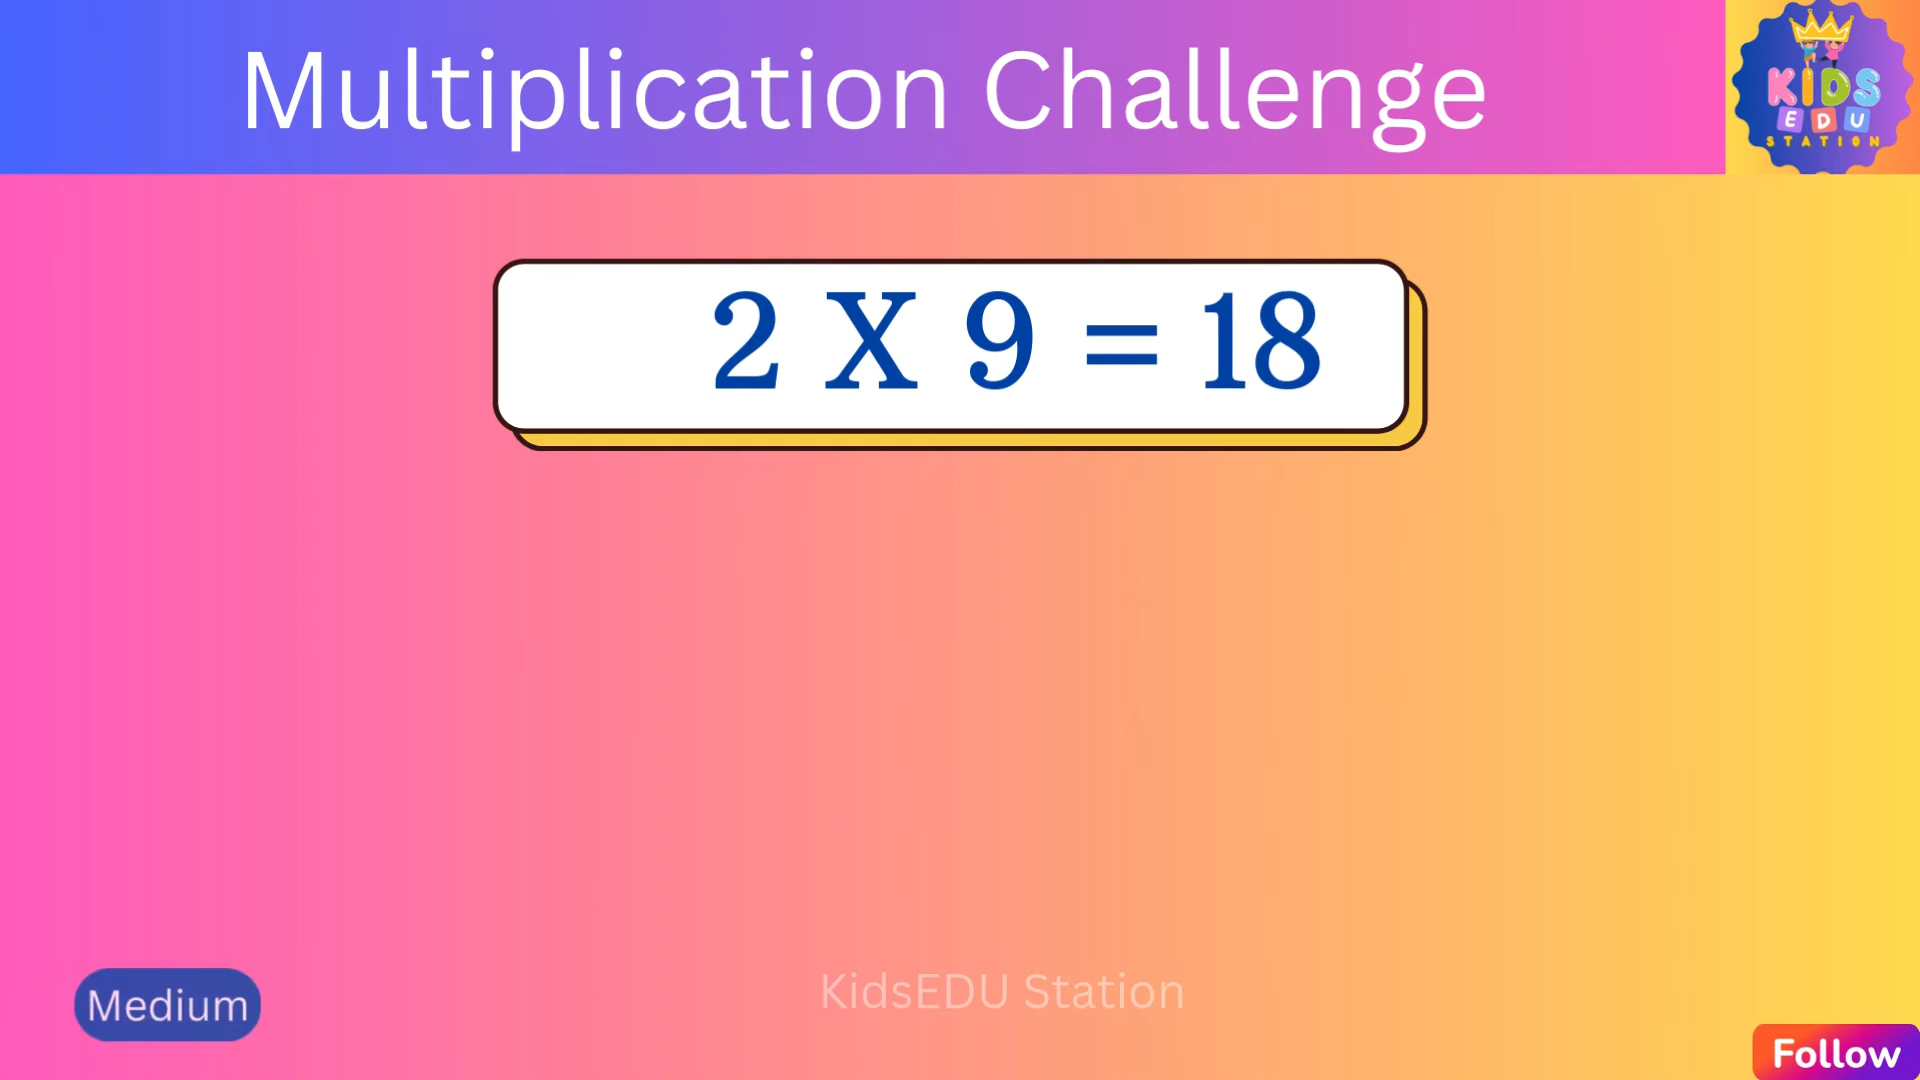 Multiplication Challenge
KIDS
EDU
STATION
2 X 9 = 18
Medium
KidsEDU Station
Follow